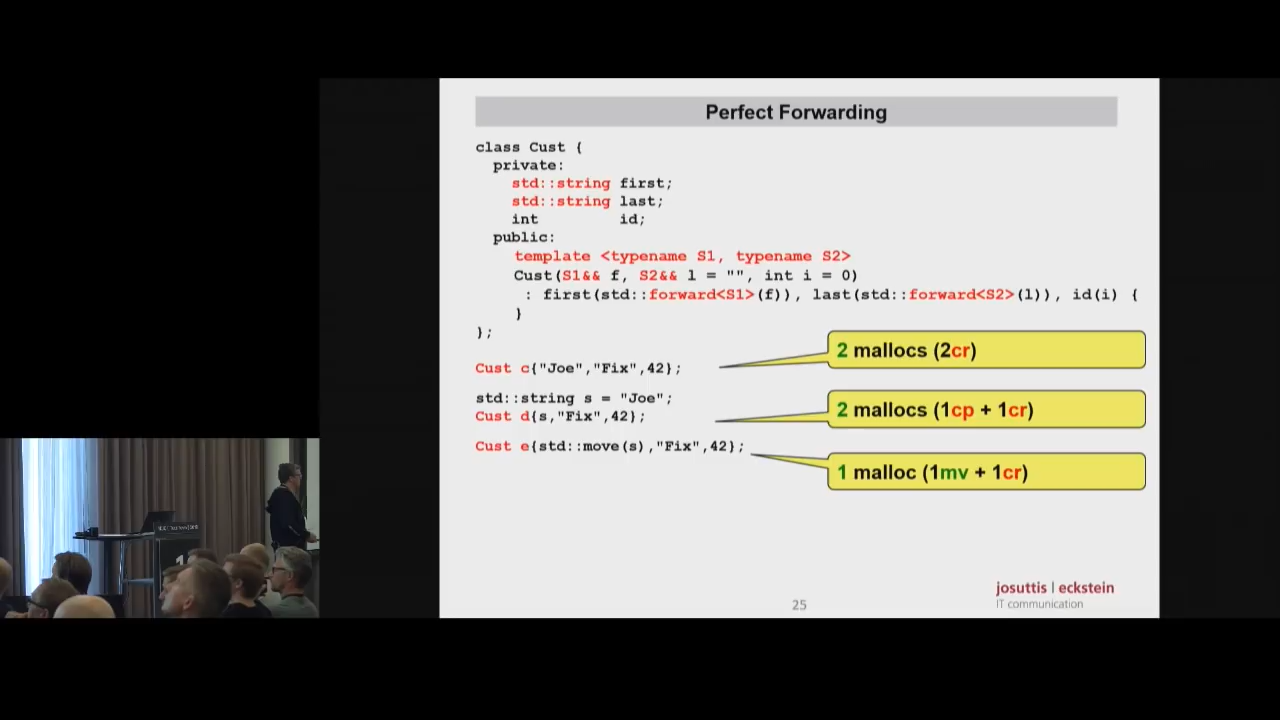 Perfect Forwarding
class Cust {
private:
std::string first;
std::string last;
int id;
public:
template <typename S1, typename S2>
Cust(S1&& f, S2&& l = "", int i = 0)
: first(std::forward<S1>(f)), last(std::forward<S2>(l)), id(i) {
}
};
2 mallocs (2cr)
Cust c{"Joe","Fix",42};
std::string s = "Joe";
2 mallocs (1cp + 1cr)
Cust d{s,"Fix",42};
Cust e{std::move(s),"Fix",42};
1 malloc (1mv + 1cr)
josuttis | eckstein
IT communication
25